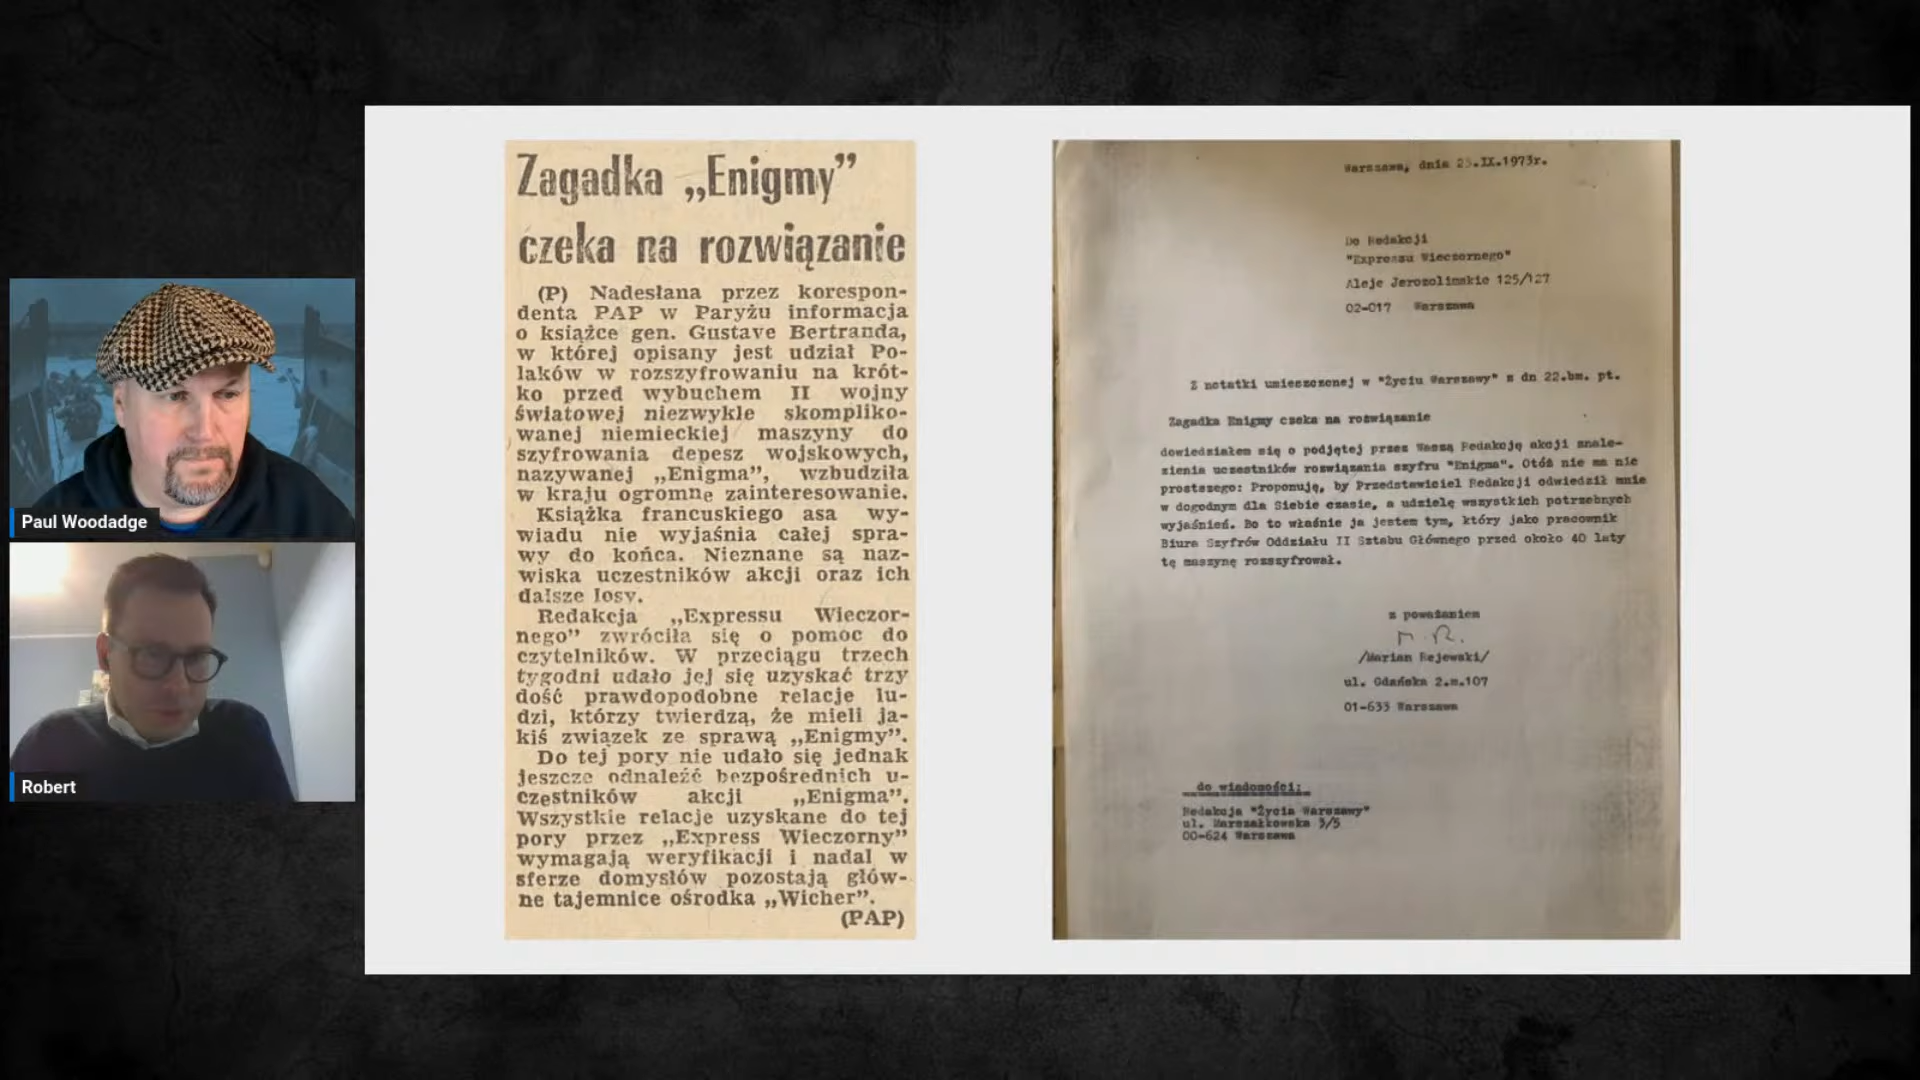 Zagadka „Enigmy”
czeka na rozwiązanie
(P) Nadesłana przez korespon-
denta PAP w Paryżu informacja
o książce gen. Gustave Bertranda,
w której opisany jest udział Po-
laków w rozszyfrowaniu na krót-
ko przed wybuchem II wojny
światowej niezwykle skompliko-
wanej niemieckiej maszyny do
szyfrowania depesz wojskowych,
nazywanej „Enigma”, wzbudziła
w kraju ogromne zainteresowanie.
Książka francuskiego asa wy-
wiadu nie wyjaśnia całej spra-
wy do końca. Nieznane są naz-
wiska uczestników akcji oraz ich
dalsze losy.
Redakcja „Expressu Wieczor-
nego” zwróciła się o pomoc do
czytelników. W przeciągu trzech
tygodni udało jej się uzyskać trzy
dość prawdopodobne relacje lu-
dzi, którzy twierdzą, że mieli ja-
kiś związek ze sprawą „Enigmy”.
Do tej pory nie udało się jednak
jeszcze odnaleźć bezpośrednich u-
czestników akcji „Enigma”.
Wszystkie relacje uzyskane do tej
pory przez „Express Wieczorny”
wymagają weryfikacji i nadal w
sferze domysłów pozostają głów-
ne tajemnice ośrodka „Wicher”.
(PAP)
Warszawa, dnia 25.IX.1973r.
Do Redakcji
"Expressu Wieczornego"
Aleje Jerozolimskie 125/127
02-017 Warszawa
Z notatki umieszczonej w "Życiu Warszawy" z dn 22.bm. pt.
Zagadka Enigmy czeka na rozwiązanie
dowiedziałem się o podjętej przez Waszą Redakcję akcji znale-
zienia uczestników rozwiązania szyfru "Enigma". Otóż nie ma nic
prostszego: Proponuję, by Przedstawiciel Redakcji odwiedził mnie
w dogodnym dla Siebie czasie, a udzielę wszystkich potrzebnych
wyjaśnień. Bo to właśnie ja jestem tym, który jako pracownik
Biura Szyfrów Oddziału II Sztabu Głównego przed około 40 laty
tę maszynę rozszyfrował.
z poważaniem
M. R.
/Marian Rejewski/
ul. Gdańska 2.m.107
01-633 Warszawa
do wiadomości:
Redakcja "Życia Warszawy"
ul. Marszałkowska 3/5
00-624 Warszawa
Paul Woodadge
Robert